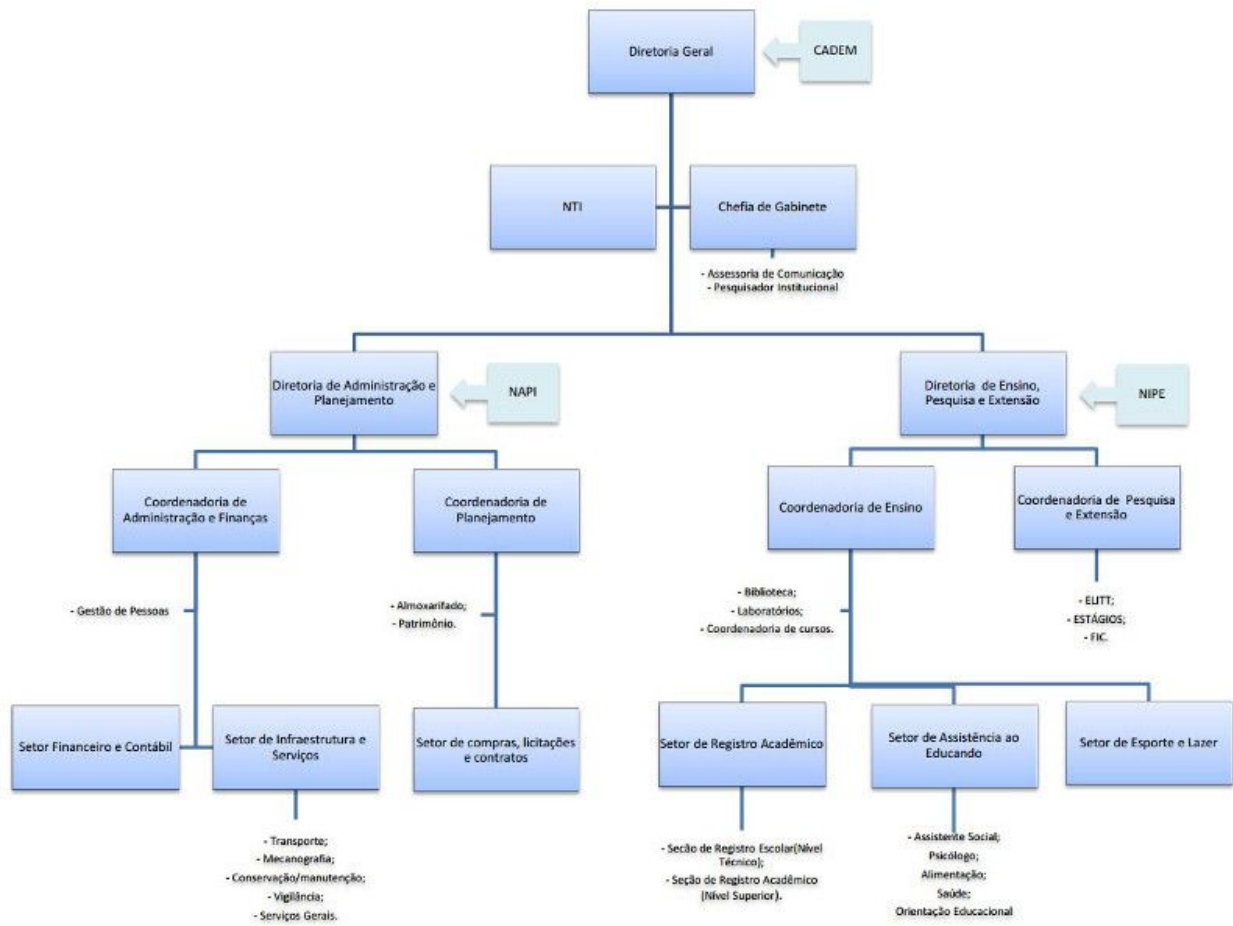 Diretoria Geral
CADEM
NTI
Chefia de Gabinete
- Assessoria de Comunicação
- Pesquisador Institucional
Diretoria de Administração e
Planejamento
NAPI
Diretoria de Ensino,
Pesquisa e Extensão
NIPE
Coordenadoria de
Administração e Finanças
Coordenadoria de
Planejamento
Coordenadoria de Ensino
Coordenadoria de Pesquisa
e Extensão
- Gestão de Pessoas
- Almoxarifado;
- Patrimônio.
- Biblioteca;
- Laboratórios;
- Coordenadoria de cursos.
- ELITT;
- ESTÁGIOS;
- FIC.
Setor Financeiro e Contábil
Setor de Infraestrutura e
Serviços
Setor de compras, licitações
e contratos
Setor de Registro Acadêmico
Setor de Assistência ao
Educando
Setor de Esporte e Lazer
- Transporte;
- Mecanografia;
- Conservação/manutenção;
- Vigilância;
- Serviços Gerais.
- Secão de Registro Escolar(Nível
Técnico);
- Seção de Registro Acadêmico
(Nível Superior).
- Assistente Social;
Psicólogo;
Alimentação;
Saúde;
Orientação Educacional